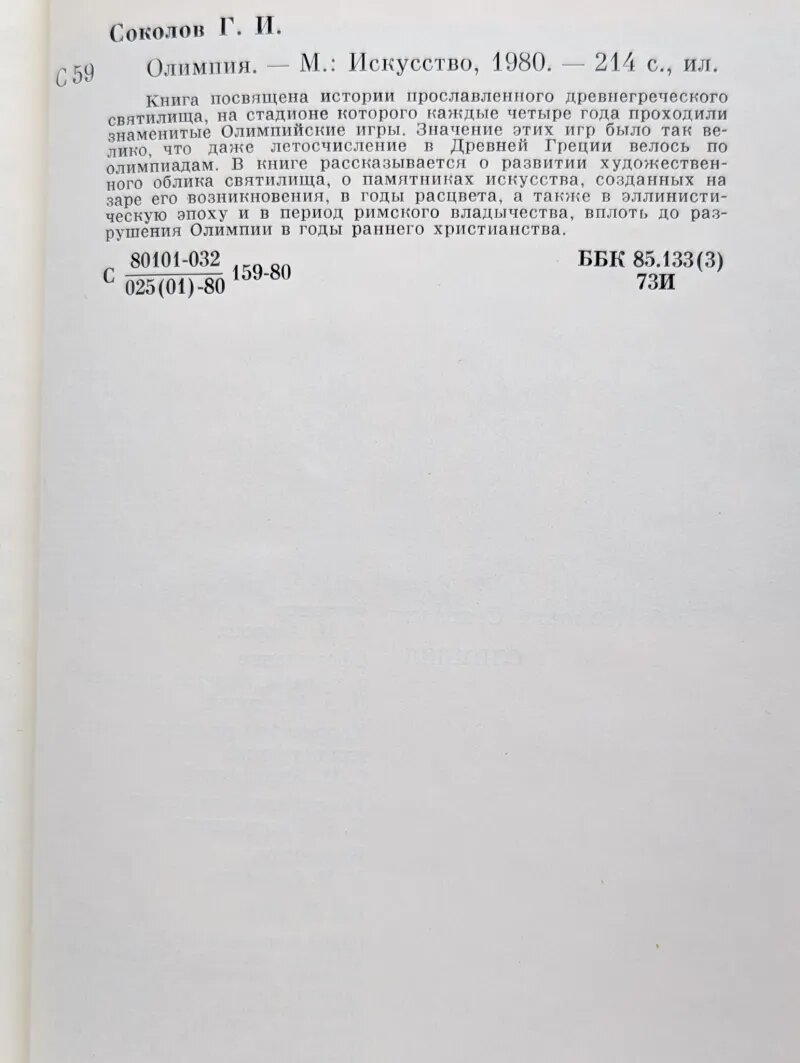 Соколов Г. И.
С59 Олимпия. — М.: Искусство, 1980. — 214 с., ил.
Книга посвящена истории прославленного древнегреческого
святилища, на стадионе которого каждые четыре года проходили
знаменитые Олимпийские игры. Значение этих игр было так ве-
лико, что даже летосчисление в Древней Греции велось по
олимпиадам. В книге рассказывается о развитии художествен-
ного облика святилища, о памятниках искусства, созданных на
заре его возникновения, в годы расцвета, а также в эллинисти-
ческую эпоху и в период римского владычества, вплоть до раз-
рушения Олимпии в годы раннего христианства.
С 80101-032
025(01)-80 159-80
ББК 85.133(3)
73И